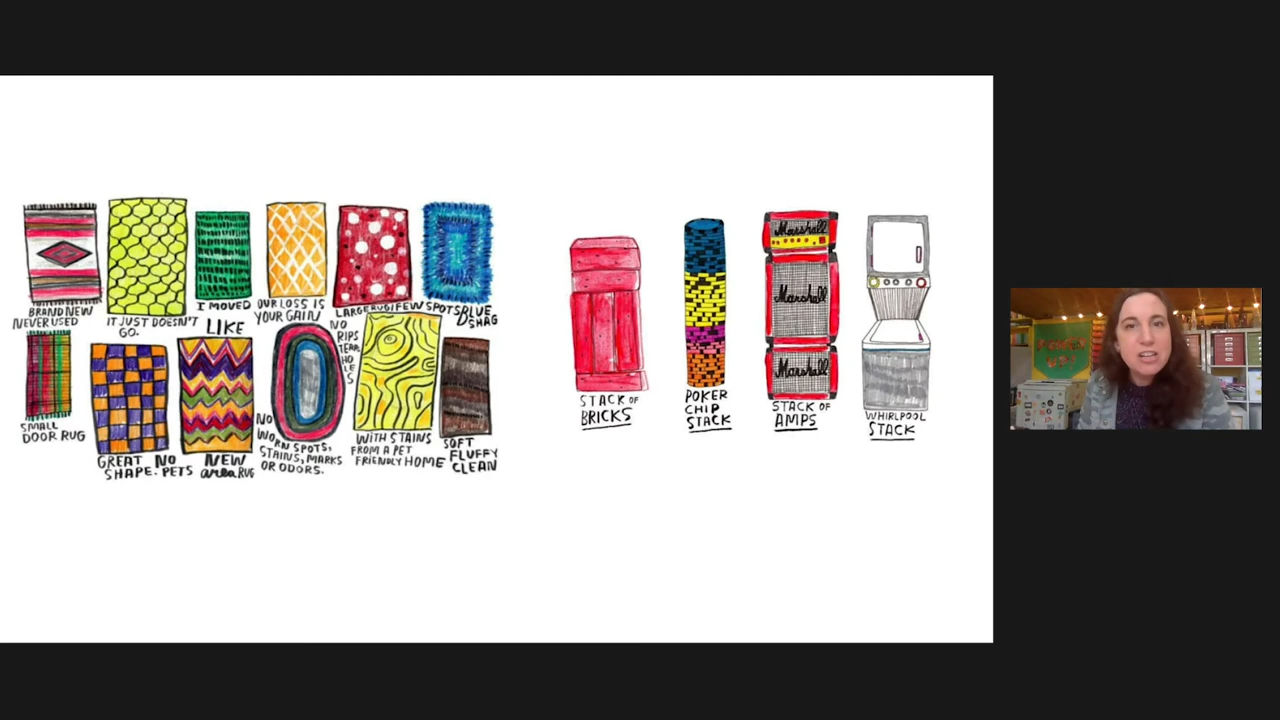 BRAND NEW
NEVER USED
IT JUST DOESN'T
GO.
I MOVED
OUR LOSS IS
YOUR GAIN
LARGE RUG/FEW SPOTS
BLUE
SHAG
SMALL
DOOR RUG
GREAT
SHAPE.
NO
PETS
LIKE
NEW
area RUG
NO
WORN SPOTS,
STAINS, MARKS
OR ODORS.
NO
RIPS
TEAR
HO
LE
S
WITH STAINS
FROM A PET
FRIENDLY HOME
SOFT
FLUFFY
CLEAN
STACK OF
BRICKS
POKER
CHIP
STACK
Marshall
Marshall
Marshall
STACK OF
AMPS
WHIRLPOOL
STACK